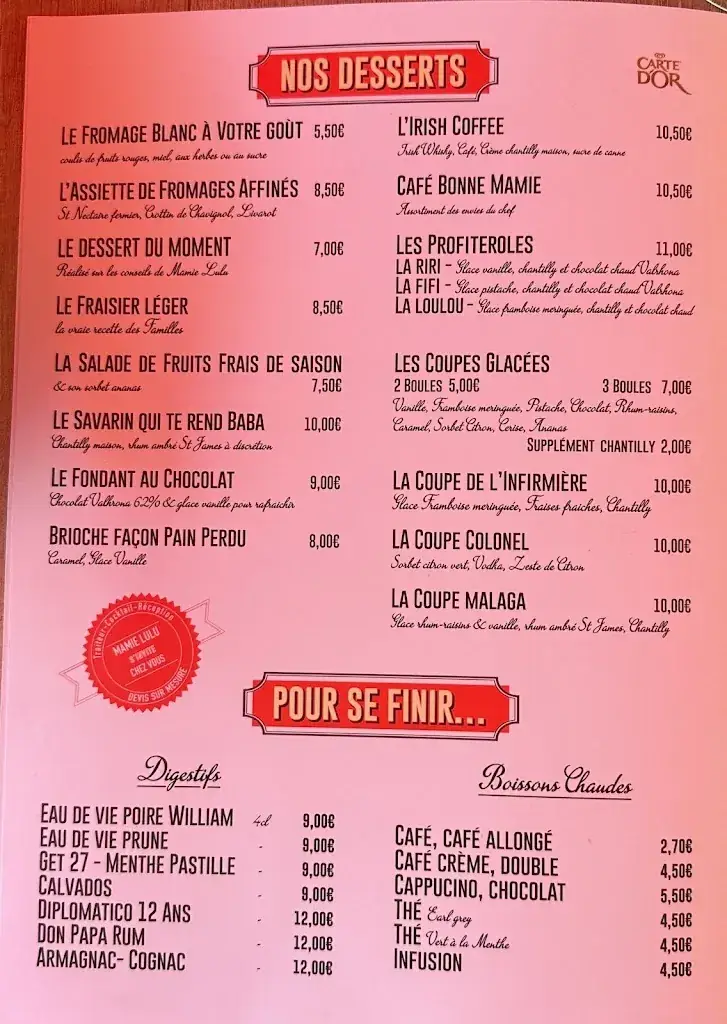 NOS DESSERTS
CARTE
D'OR
LE FROMAGE BLANC À VOTRE GOÛT 5,50€
coulis de fruits rouges, miel, aux herbes ou au sucre
L'ASSIETTE DE FROMAGES AFFINÉS 8,50€
St Nectaire fermier, Crottin de Chavignol, Livarot
LE DESSERT DU MOMENT 7,00€
Réalisé sur les conseils de Mamie Lulu
LE FRAISIER LÉGER 8,50€
la vraie recette des Familles
LA SALADE DE FRUITS FRAIS DE SAISON
& son sorbet ananas 7,50€
LE SAVARIN QUI TE REND BABA 10,00€
Chantilly maison, rhum ambré St James à discrétion
LE FONDANT AU CHOCOLAT 9,00€
Chocolat Valhrona 62% & glace vanille pour rafraichir
BRIOCHE FAÇON PAIN PERDU 8,00€
Caramel, Glace Vanille
Traiteur-Cocktail-Réception
MAMIE LULU
S'INVITE
CHEZ VOUS
DEVIS SUR MESURE
L'IRISH COFFEE 10,50€
Irish Whisky, Café, Crème chantilly maison, sucre de canne
CAFÉ BONNE MAMIE 10,50€
Assortiment des envies du chef
LES PROFITEROLES 11,00€
LA RIRI - Glace vanille, chantilly et chocolat chaud Valrhona
LA FIFI - Glace pistache, chantilly et chocolat chaud Valrhona
LA LOULOU - Glace framboise meringuée, chantilly et chocolat chaud
LES COUPES GLACÉES
2 BOULES 5,00€ 3 BOULES 7,00€
Vanille, Framboise meringuée, Pistache, Chocolat, Rhum-raisins,
Caramel, Sorbet Citron, Cerise, Ananas
SUPPLÉMENT CHANTILLY 2,00€
LA COUPE DE L'INFIRMIÈRE 10,00€
Glace Framboise meringuée, Fraises fraiches, Chantilly
LA COUPE COLONEL 10,00€
Sorbet citron vert, Vodka, Zeste de Citron
LA COUPE MALAGA 10,00€
Glace rhum-raisins & vanille, rhum ambré St James, Chantilly
POUR SE FINIR...
Digestifs
EAU DE VIE POIRE WILLIAM 4cl 9,00€
EAU DE VIE PRUNE - 9,00€
GET 27 - MENTHE PASTILLE - 9,00€
CALVADOS - 9,00€
DIPLOMATICO 12 ANS - 12,00€
DON PAPA RUM - 12,00€
ARMAGNAC- COGNAC - 12,00€
Boissons Chaudes
CAFÉ, CAFÉ ALLONGÉ 2,70€
CAFÉ CRÈME, DOUBLE 4,50€
CAPPUCINO, CHOCOLAT 5,50€
THÉ Earl grey 4,50€
THÉ Vert à la Menthe 4,50€
INFUSION 4,50€